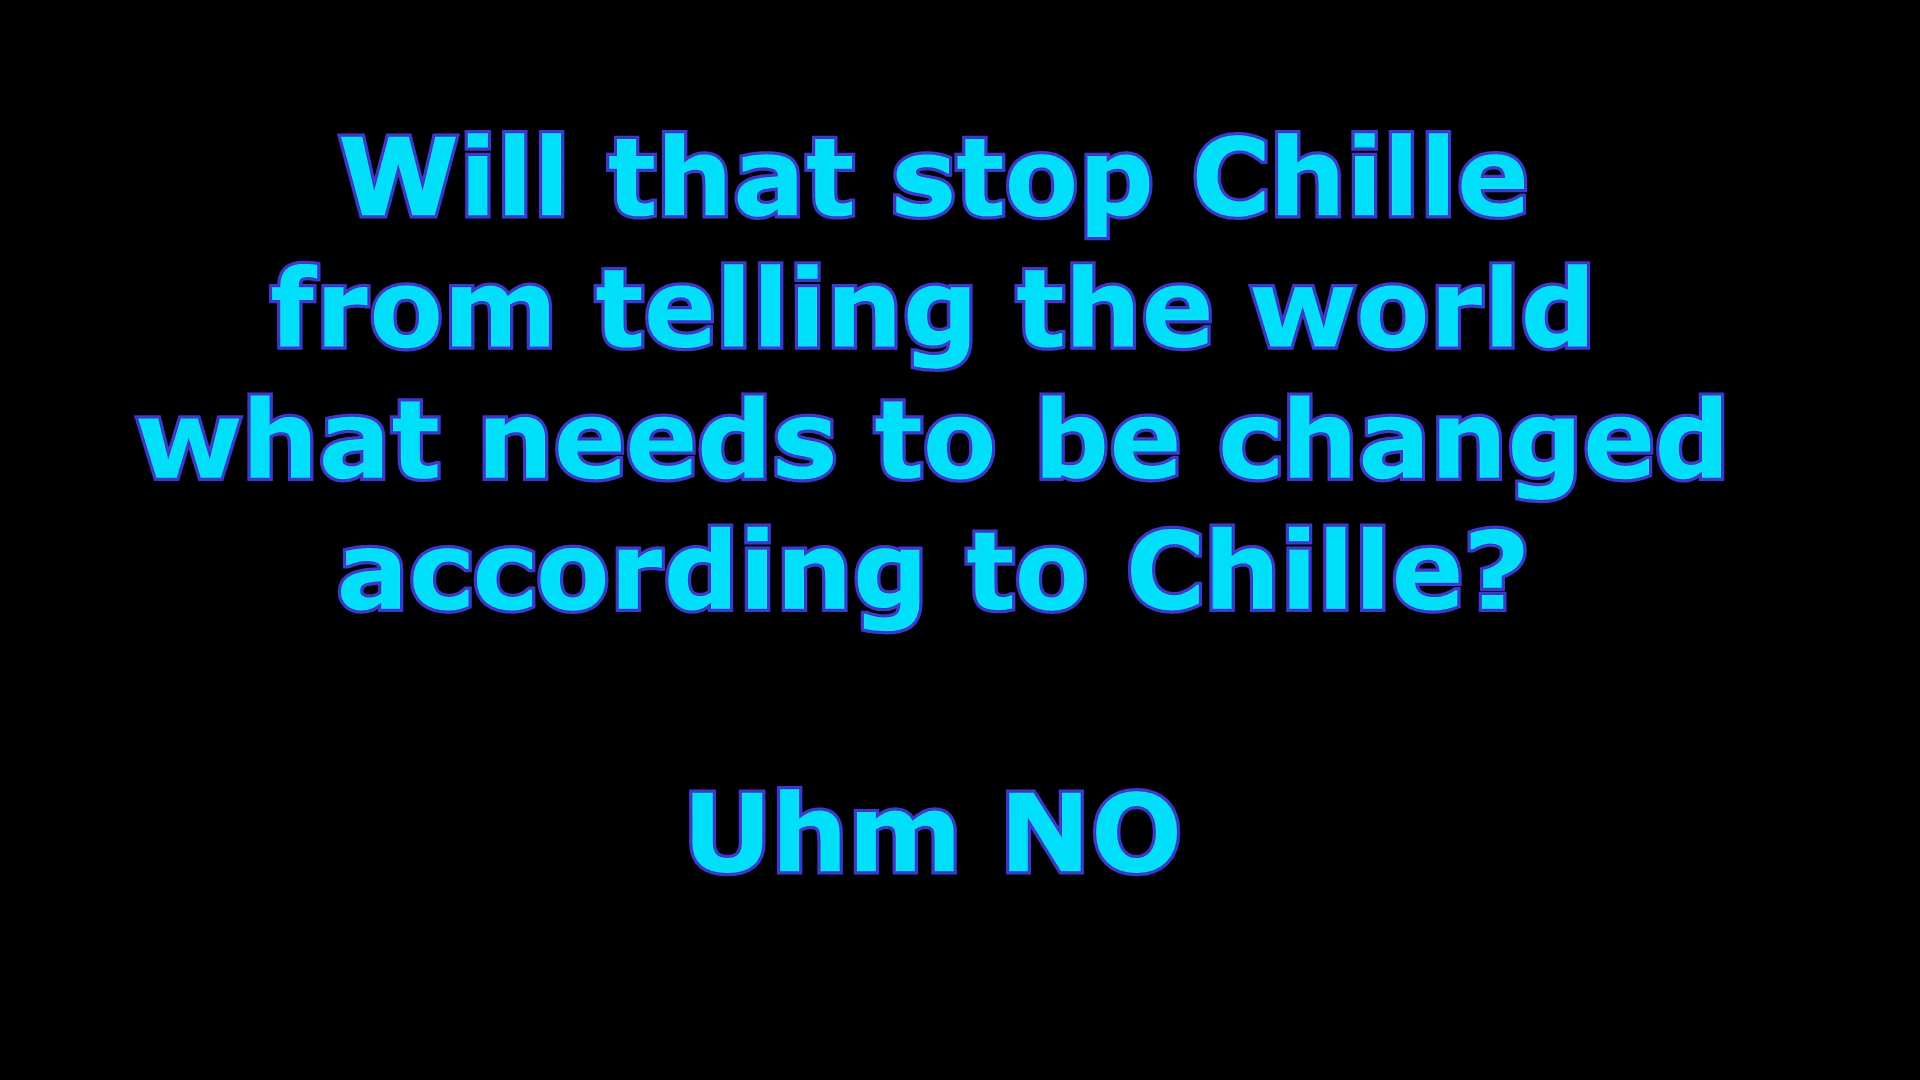 Will that stop Chille
from telling the world
what needs to be changed
according to Chille?
Uhm NO